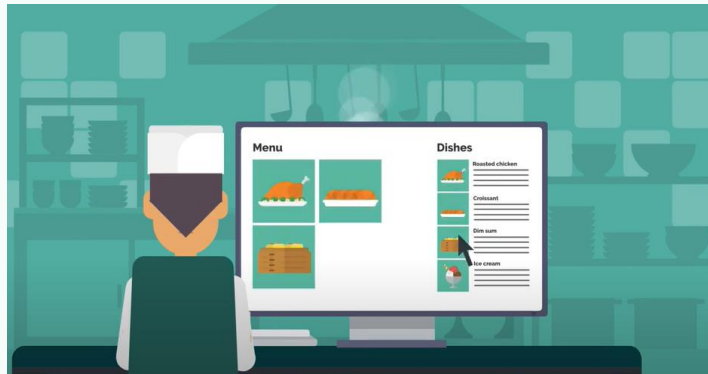 Menu
Dishes
Roasted chicken
Croissant
Dim sum
Ice cream